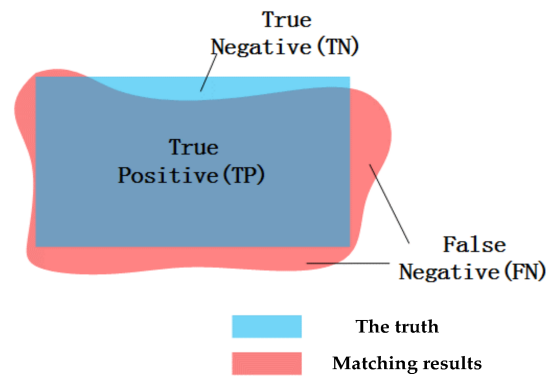 True
Negative(TN)
True
Positive(TP)
False
Negative(FN)
The truth
Matching results